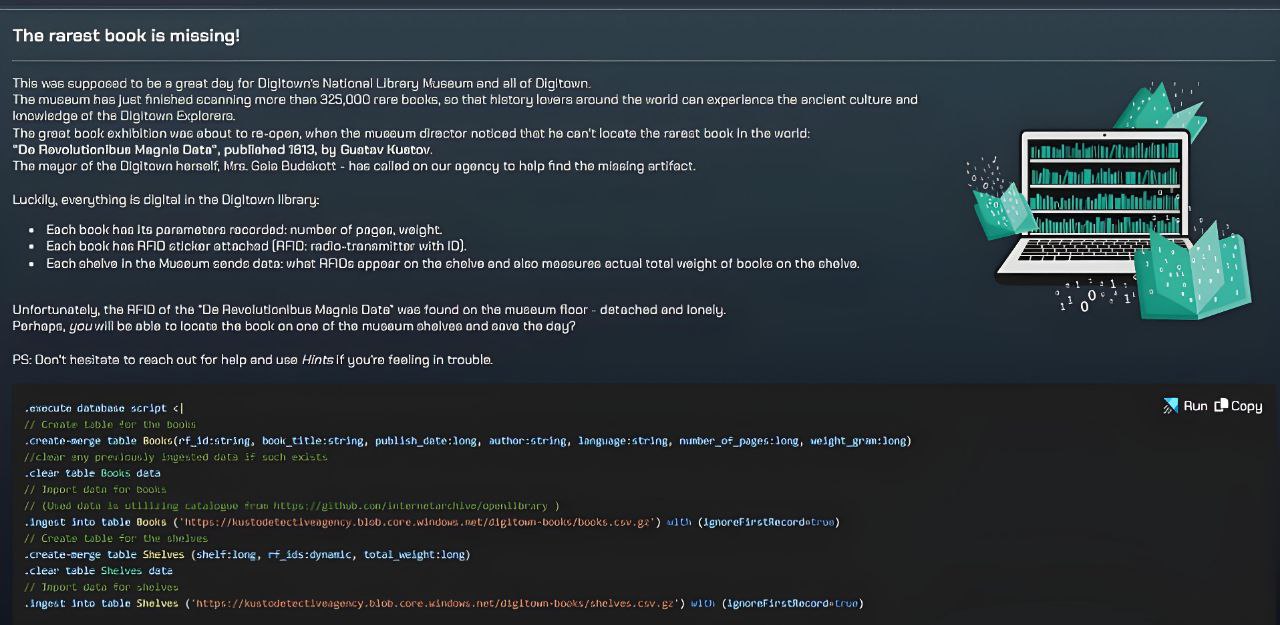 The rarest book is missing!
This was supposed to be a great day for Digitown's National Library Museum and all of Digitown.
The museum has just finished scanning more than 325,000 rare books, so that history lovers around the world can experience the ancient culture and
knowledge of the Digitown Explorers.
The great book exhibition was about to re-open, when the museum director noticed that he can't locate the rarest book in the world:
"De Revolutionibus Magnis Data", published 1613, by Gustav Kustov.
The mayor of the Digitown herself, Mrs. Gaia Budskott - has called on our agency to help find the missing artifact.
Luckily, everything is digital in the Digitown library:
• Each book has its parameters recorded: number of pages, weight.
• Each book has RFID sticker attached (RFID: radio-transmitter with ID).
• Each shelve in the Museum sends data: what RFIDs appear on the shelve and also measures actual total weight of books on the shelve.
Unfortunately, the RFID of the "De Revolutionibus Magnis Data" was found on the museum floor - detached and lonely.
Perhaps, you will be able to locate the book on one of the museum shelves and save the day?
PS: Don't hesitate to reach out for help and use Hints if you're feeling in trouble.
Run Copy
.execute database script <|
// Create table for the books
.create-merge table Books(rf_id:string, book_title:string, publish_date:long, author:string, language:string, number_of_pages:long, weight_gram:long)
//clear any previously ingested data if such exists
.clear table Books data
// Import data for books
// (Used data is utilizing catalogue from https://github.com/internetarchive/openlibrary )
.ingest into table Books ('https://kustodetectiveagency.blob.core.windows.net/digitown-books/books.csv.gz') with (ignoreFirstRecord=true)
// Create table for the shelves
.create-merge table Shelves (shelf:long, rf_ids:dynamic, total_weight:long)
.clear table Shelves data
// Import data for shelves
.ingest into table Shelves ('https://kustodetectiveagency.blob.core.windows.net/digitown-books/shelves.csv.gz') with (ignoreFirstRecord=true)